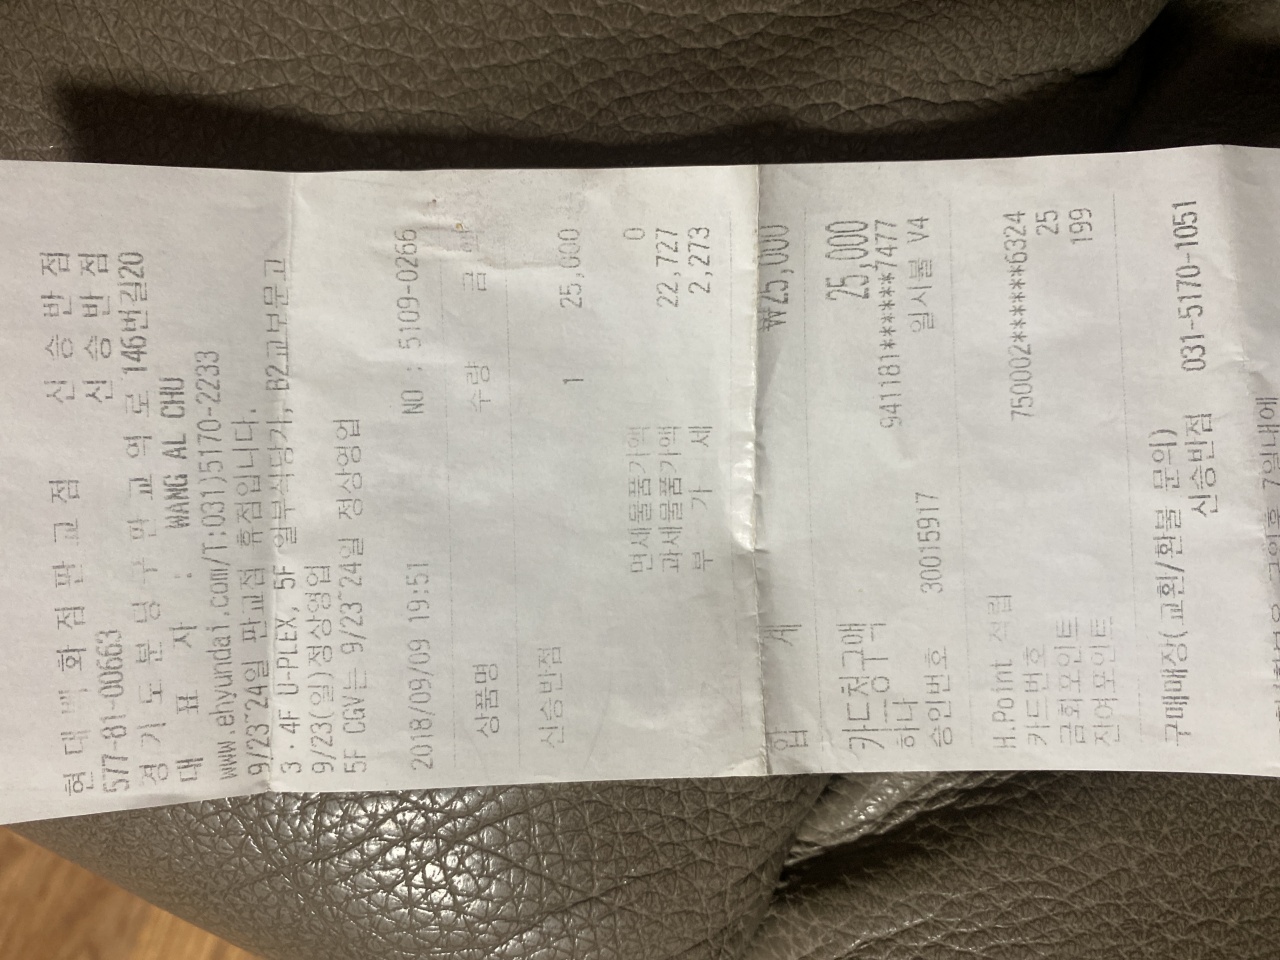 현 대 백 화 점 판 교 점 신 승 반 점
577-81-00663 신 승 반 점
경 기 도 분 당 구 판 교 역 로 146번길20
대 표 자 : WANG AL CHU
www.ehyundai.com/T:031)5170-2233
9/23~24일 판교점 휴점입니다.
3·4F U-PLEX, 5F 일부식당가, B2교보문고
9/23(일)정상영업
5F CGV는 9/23~24일 정상영업
2018/09/09 19:51 NO : 5109-0266
상품명 수량 금 액
신승반점 1 25,000
면세물품가액 0
과세물품가액 22,727
부 가 세 2,273
합 계 ₩25,000
카드청구액 25,000
하나 941181******7477
승인번호 30015917 일시불 V4
H.Point 적립
카드번호 750002******6324
금회포인트 25
잔여포인트 199
구매매장(교환/환불 문의)
신승반점 031-5170-1051
7일내에